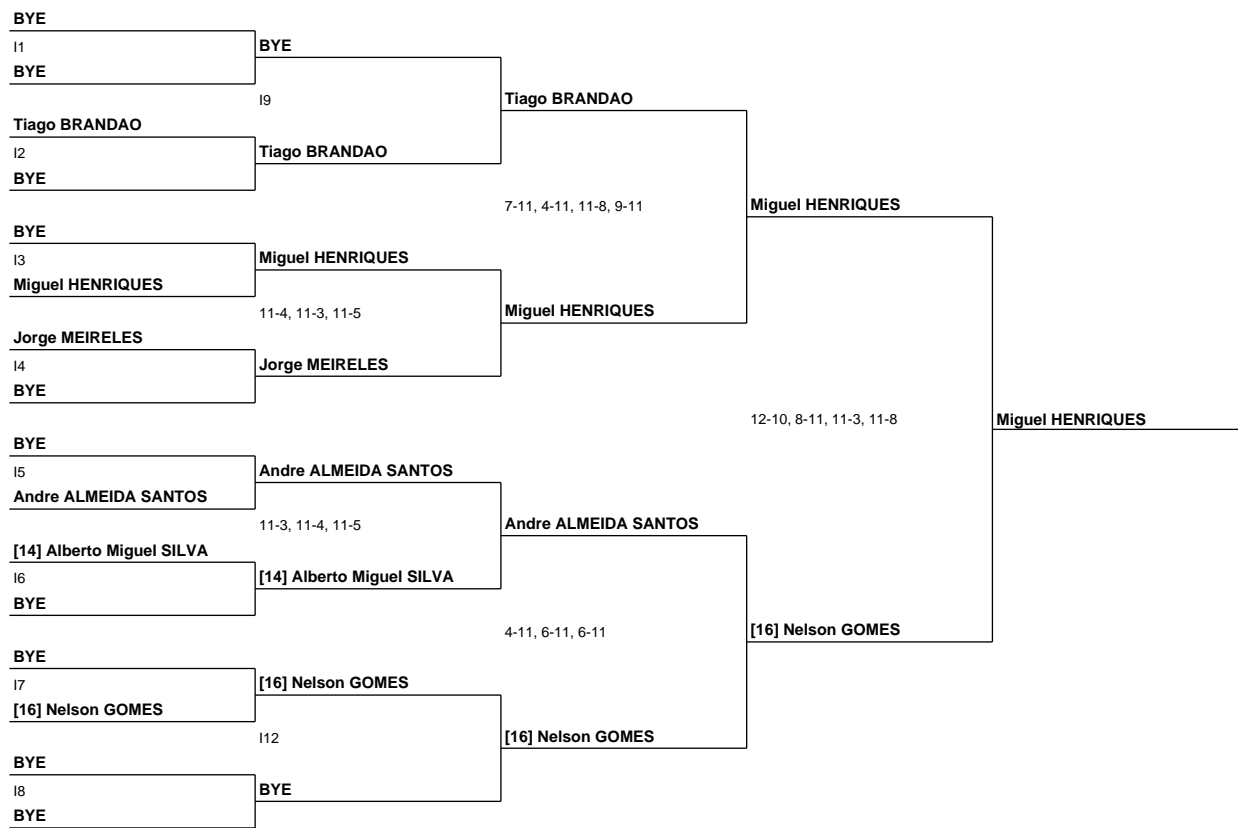 BYE
I1
BYE
BYE
I9
Tiago BRANDAO
Tiago BRANDAO
I2
Tiago BRANDAO
BYE
7-11, 4-11, 11-8, 9-11
Miguel HENRIQUES
BYE
I3
Miguel HENRIQUES
Miguel HENRIQUES
11-4, 11-3, 11-5
Miguel HENRIQUES
Jorge MEIRELES
I4
Jorge MEIRELES
BYE
12-10, 8-11, 11-3, 11-8
Miguel HENRIQUES
BYE
I5
Andre ALMEIDA SANTOS
Andre ALMEIDA SANTOS
11-3, 11-4, 11-5
Andre ALMEIDA SANTOS
[14] Alberto Miguel SILVA
I6
[14] Alberto Miguel SILVA
BYE
4-11, 6-11, 6-11
[16] Nelson GOMES
BYE
I7
[16] Nelson GOMES
[16] Nelson GOMES
I12
[16] Nelson GOMES
BYE
I8
BYE
BYE